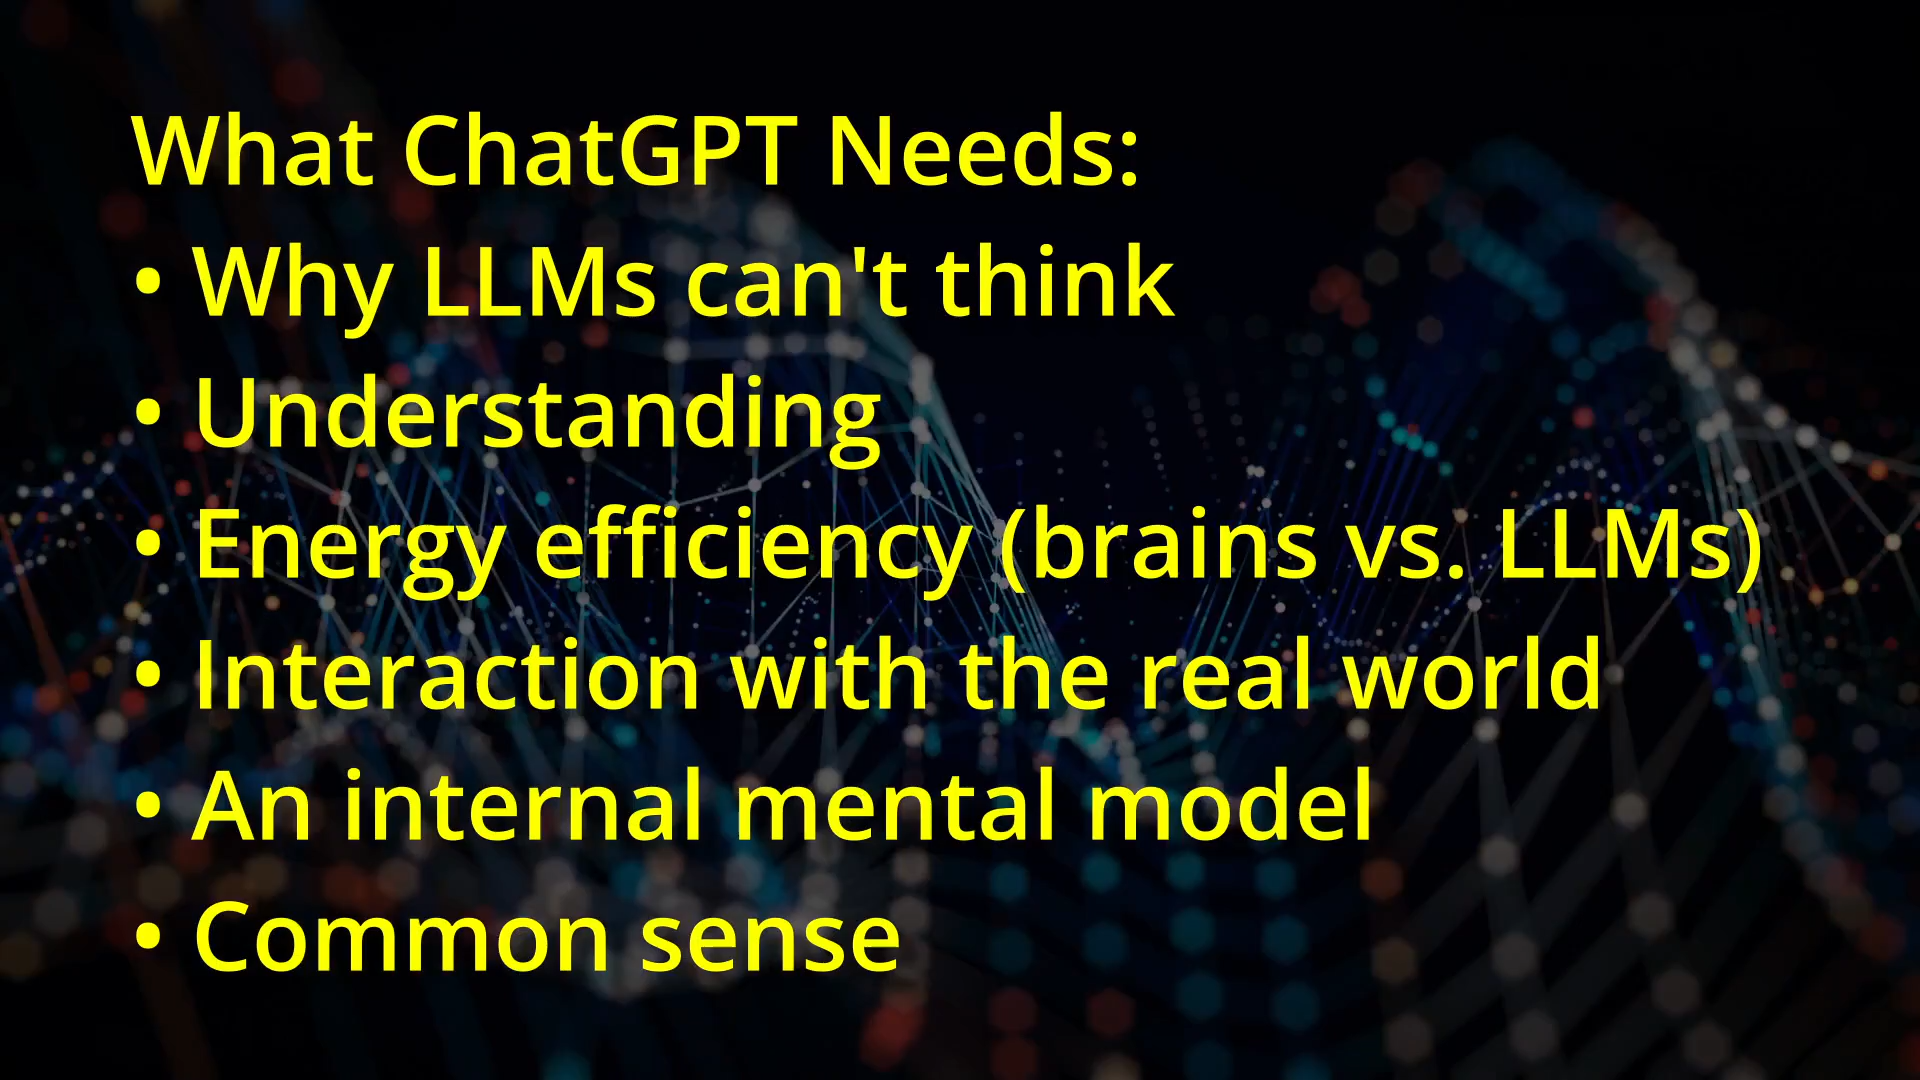 What ChatGPT Needs:
• Why LLMs can't think
• Understanding
• Energy efficiency (brains vs. LLMs)
• Interaction with the real world
• An internal mental model
• Common sense